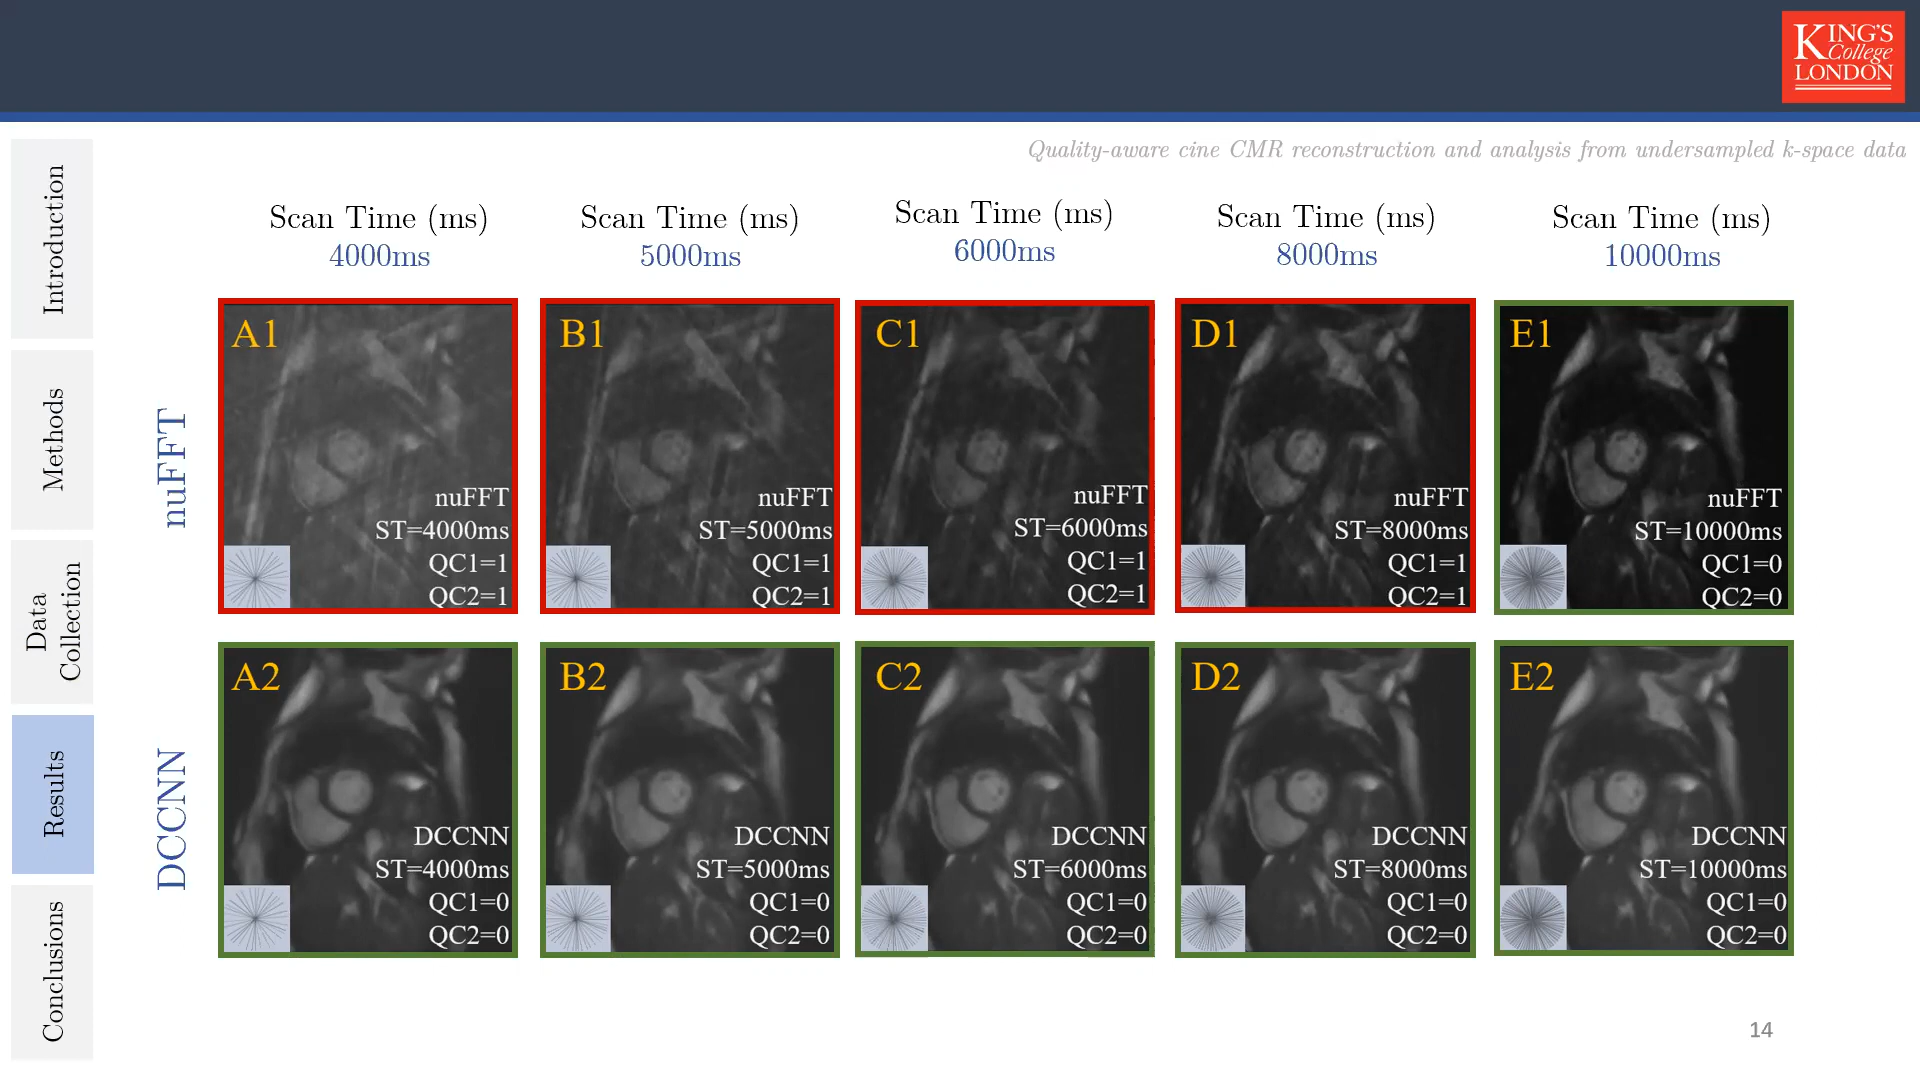 KING'S
College
LONDON
Quality-aware cine CMR reconstruction and analysis from undersampled k-space data
Introduction
Methods
Data
Collection
Results
Conclusions
Scan Time (ms)
4000ms
Scan Time (ms)
5000ms
Scan Time (ms)
6000ms
Scan Time (ms)
8000ms
Scan Time (ms)
10000ms
nuFFT
A1
nuFFT
ST=4000ms
QC1=1
QC2=1
B1
nuFFT
ST=5000ms
QC1=1
QC2=1
C1
nuFFT
ST=6000ms
QC1=1
QC2=1
D1
nuFFT
ST=8000ms
QC1=1
QC2=1
E1
nuFFT
ST=10000ms
QC1=0
QC2=0
DCCNN
A2
DCCNN
ST=4000ms
QC1=0
QC2=0
B2
DCCNN
ST=5000ms
QC1=0
QC2=0
C2
DCCNN
ST=6000ms
QC1=0
QC2=0
D2
DCCNN
ST=8000ms
QC1=0
QC2=0
E2
DCCNN
ST=10000ms
QC1=0
QC2=0
14